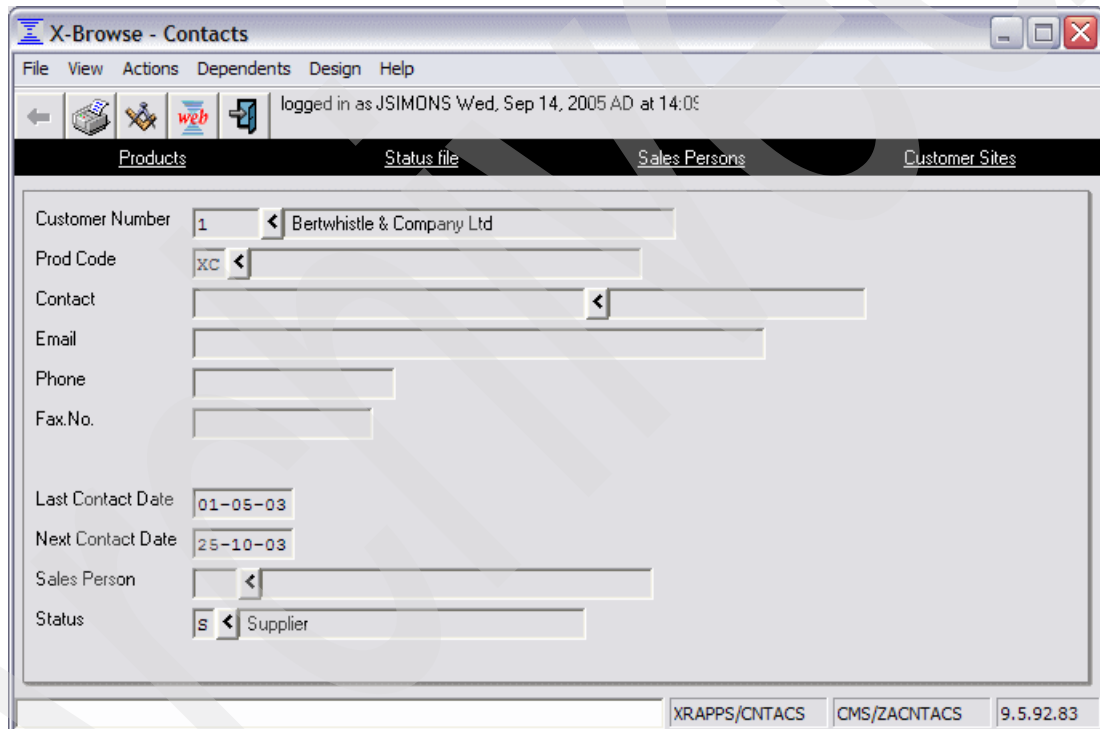 X-Browse - Contacts
File View Actions Dependents Design Help
web
logged in as JSIMONS Wed, Sep 14, 2005 AD at 14:09
Products Status file Sales Persons Customer Sites
Customer Number 1 < Bertwhistle & Company Ltd
Prod Code XC <
Contact <
Email
Phone
Fax.No.
Last Contact Date 01-05-03
Next Contact Date 25-10-03
Sales Person <
Status S < Supplier
XRAPPS/CNTACS CMS/ZACNTACS 9.5.92.83